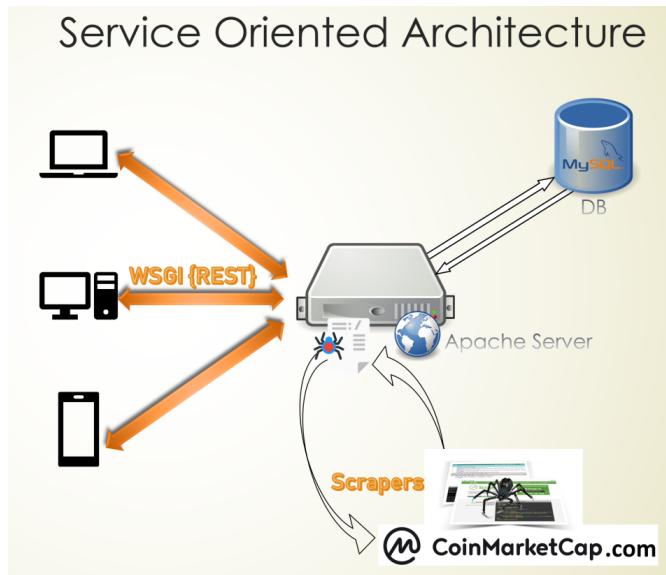 Service Oriented Architecture
MySQL
DB
WSGI {REST}
Apache Server
Scrapers
CoinMarketCap.com